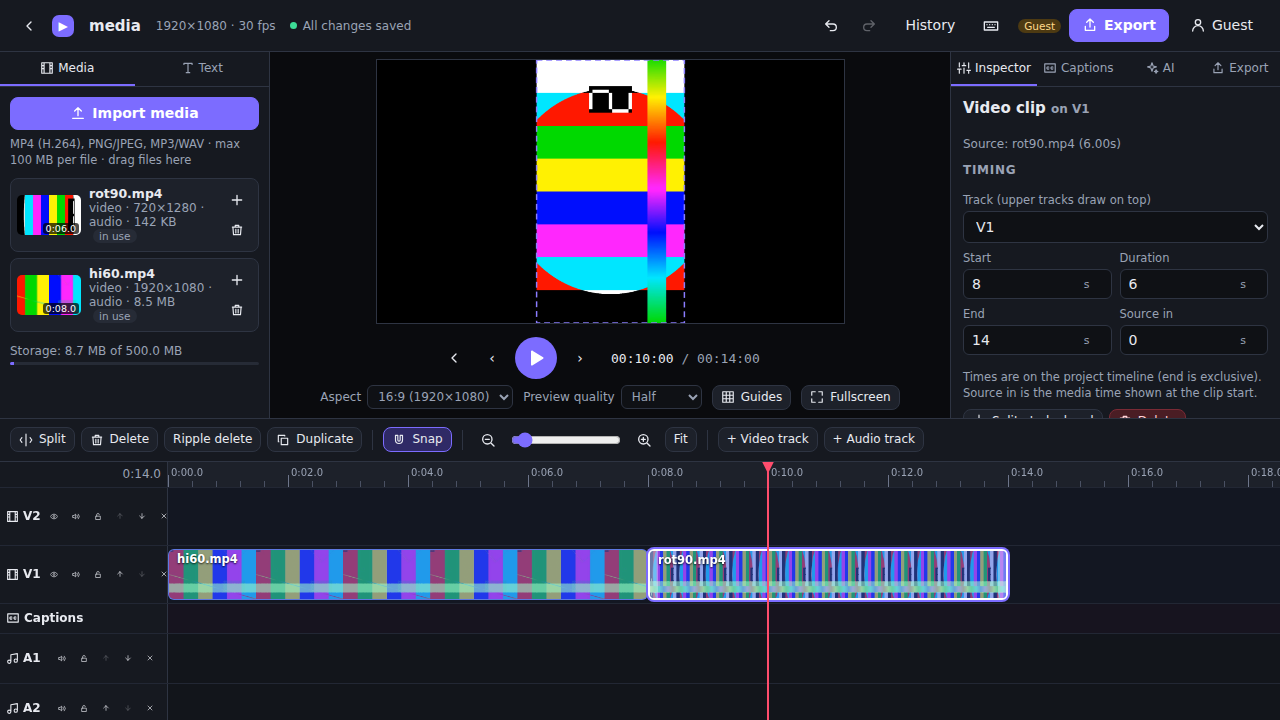 media 1920×1080 · 30 fps All changes saved History Guest Export Guest
Media Text
Import media
MP4 (H.264), PNG/JPEG, MP3/WAV · max
100 MB per file · drag files here
rot90.mp4
video · 720×1280 ·
audio · 142 KB
in use
0:06.0
hi60.mp4
video · 1920×1080 ·
audio · 8.5 MB
in use
0:08.0
Storage: 8.7 MB of 500.0 MB
00:10:00 / 00:14:00
Aspect 16:9 (1920×1080) Preview quality Half Guides Fullscreen
Inspector Captions AI Export
Video clip on V1
Source: rot90.mp4 (6.00s)
TIMING
Track (upper tracks draw on top)
V1
Start Duration
8 s 6 s
End Source in
14 s 0 s
Times are on the project timeline (end is exclusive).
Source in is the media time shown at the clip start.
Split Delete Ripple delete Duplicate Snap Fit + Video track + Audio track
0:14.0 0:00.0 0:02.0 0:04.0 0:06.0 0:08.0 0:10.0 0:12.0 0:14.0 0:16.0 0:18.0
V2
V1 hi60.mp4 rot90.mp4
Captions
A1
A2